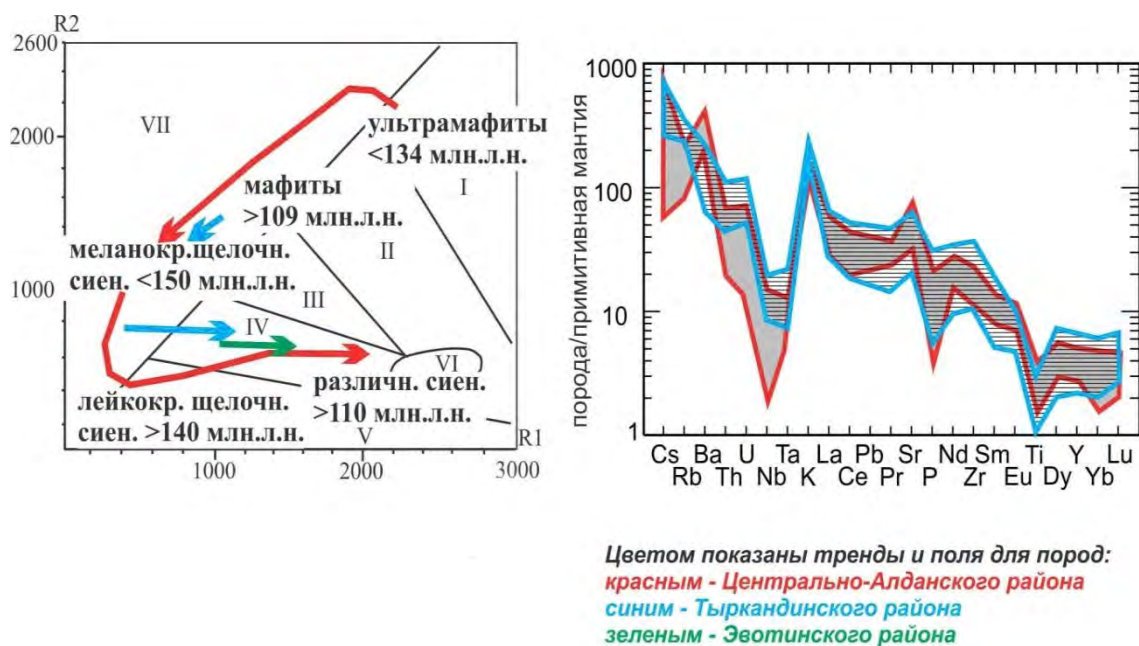 R2
2600
2000
1000
VII
ультрамафиты
<134 млн.л.н.
I
мафиты
>109 млн.л.н.
II
меланокр.щелочн.
сиен. <150 млн.л.н.
III
IV
VI
различн. сиен.
>110 млн.л.н.
лейкокр. щелочн.
сиен. >140 млн.л.н.
V
R1
1000 2000 3000
порода/примитивная мантия
1000
100
10
1
Cs Ba U Ta La Pb Sr Nd Sm Ti Y Lu
Rb Th Nb K Ce Pr P Zr Eu Dy Yb
Цветом показаны тренды и поля для пород:
красным - Центрально-Алданского района
синим - Тыркандинского района
зеленым - Эвотинского района